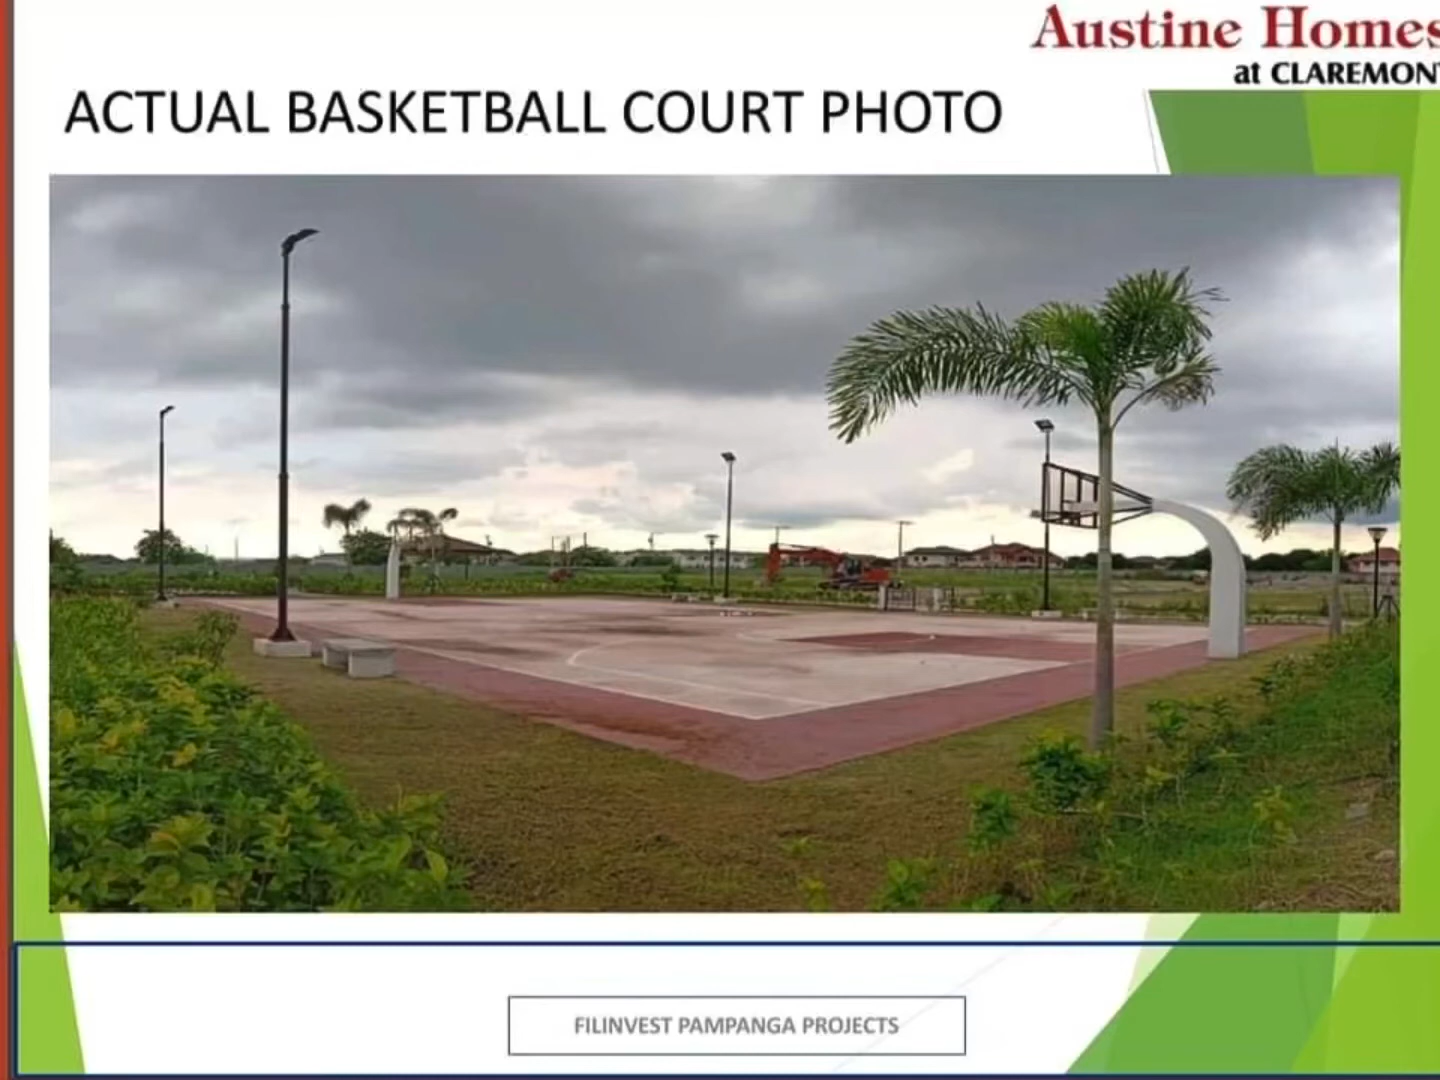 Austine Homes
at CLAREMONT
ACTUAL BASKETBALL COURT PHOTO
FILINVEST PAMPANGA PROJECTS